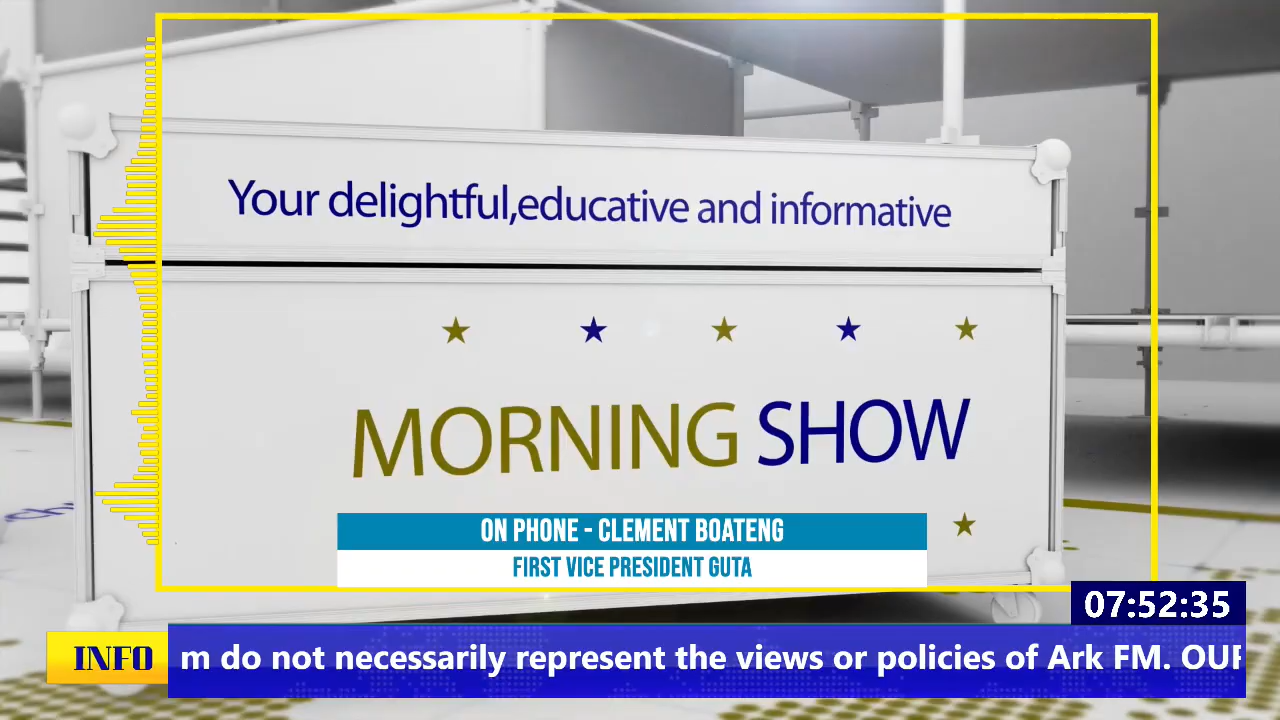 Your delightful,educative and informative
MORNING SHOW
ON PHONE - CLEMENT BOATENG
FIRST VICE PRESIDENT GUTA
07:52:35
INFO
m do not necessarily represent the views or policies of Ark FM. OUR